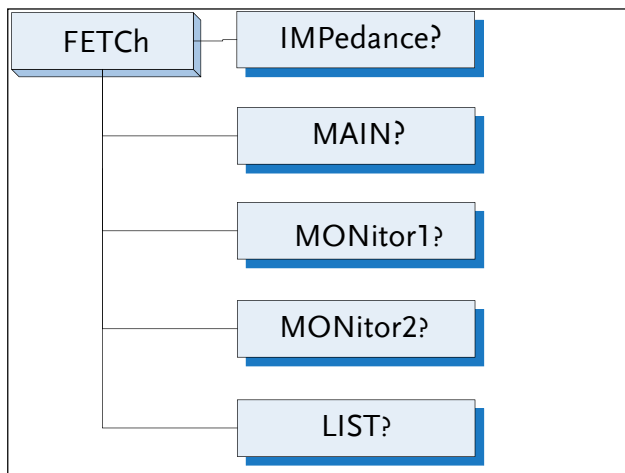 FETCh
IMPedance?
MAIN?
MONitor1?
MONitor2?
LIST?